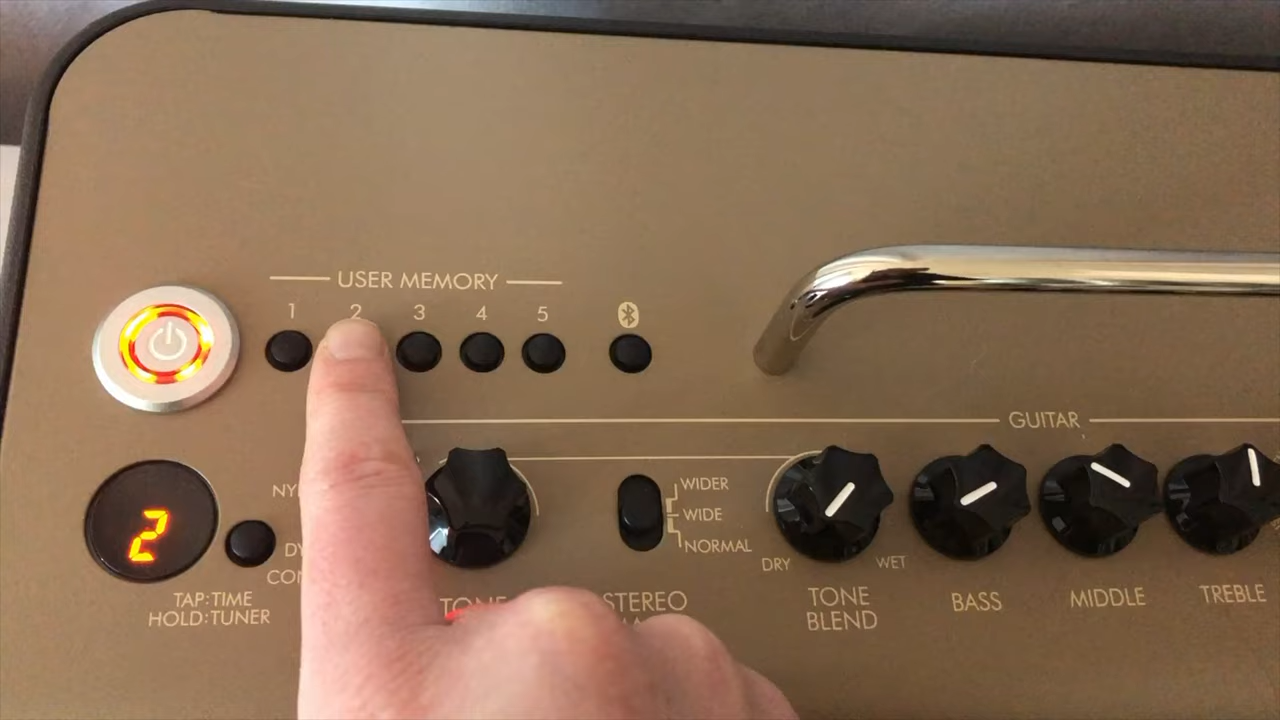 USER MEMORY
1 2 3 4 5
GUITAR
WIDER
WIDE
NORMAL
2
DRY
WET
TAP:TIME
HOLD:TUNER
STEREO
TONE
BLEND
BASS
MIDDLE
TREBLE